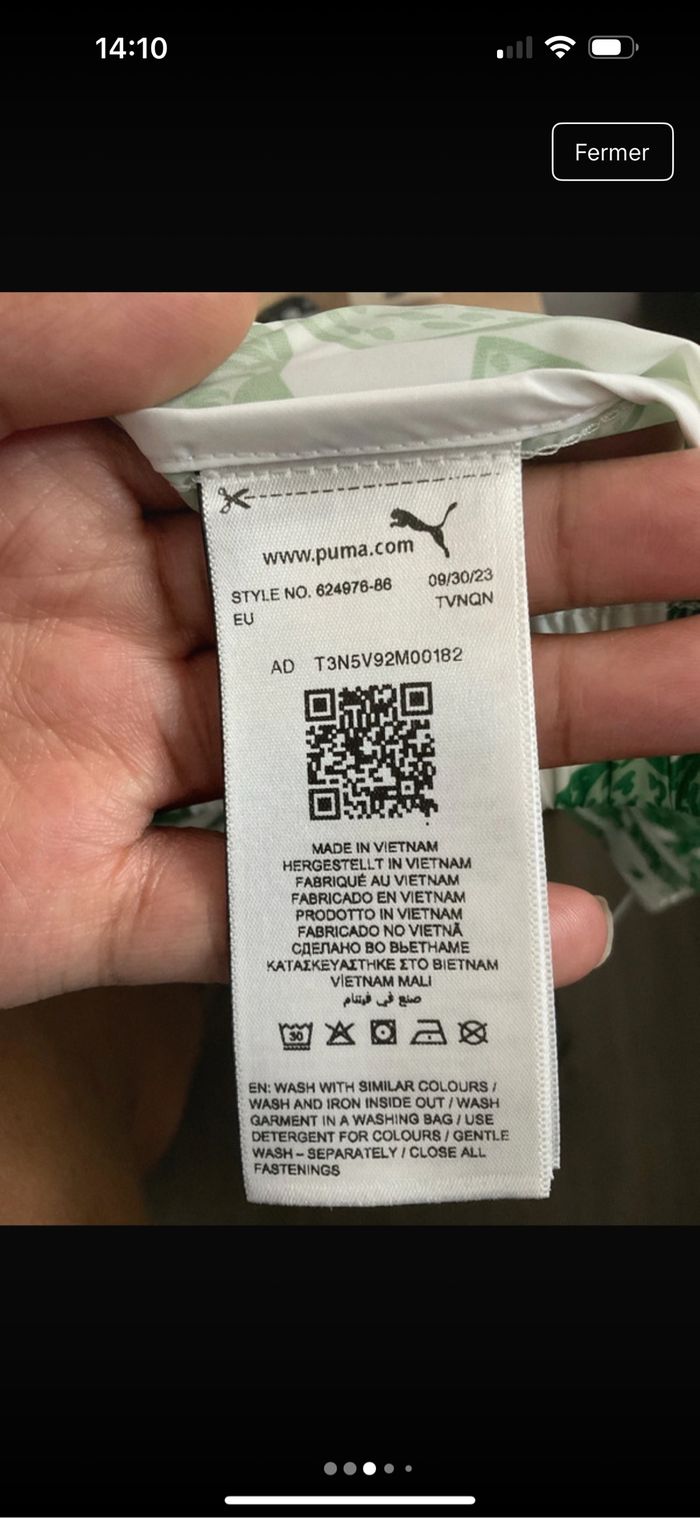 14:10
Fermer
www.puma.com
STYLE NO. 624976-86 09/30/23
EU TVNQN
AD T3N5V92M00182
MADE IN VIETNAM
HERGESTELLT IN VIETNAM
FABRIQUÉ AU VIETNAM
FABRICADO EN VIETNAM
PRODOTTO IN VIETNAM
FABRICADO NO VIETNÃ
СДЕЛАНО ВО ВЬЕТНАМЕ
ΚΑΤΑΣΚΕΥΑΣΤΗΚΕ ΣΤΟ ΒΙΕΤΝΑΜ
VİETNAM MALI
صنع في فيتنام
30
EN: WASH WITH SIMILAR COLOURS /
WASH AND IRON INSIDE OUT / WASH
GARMENT IN A WASHING BAG / USE
DETERGENT FOR COLOURS / GENTLE
WASH – SEPARATELY / CLOSE ALL
FASTENINGS